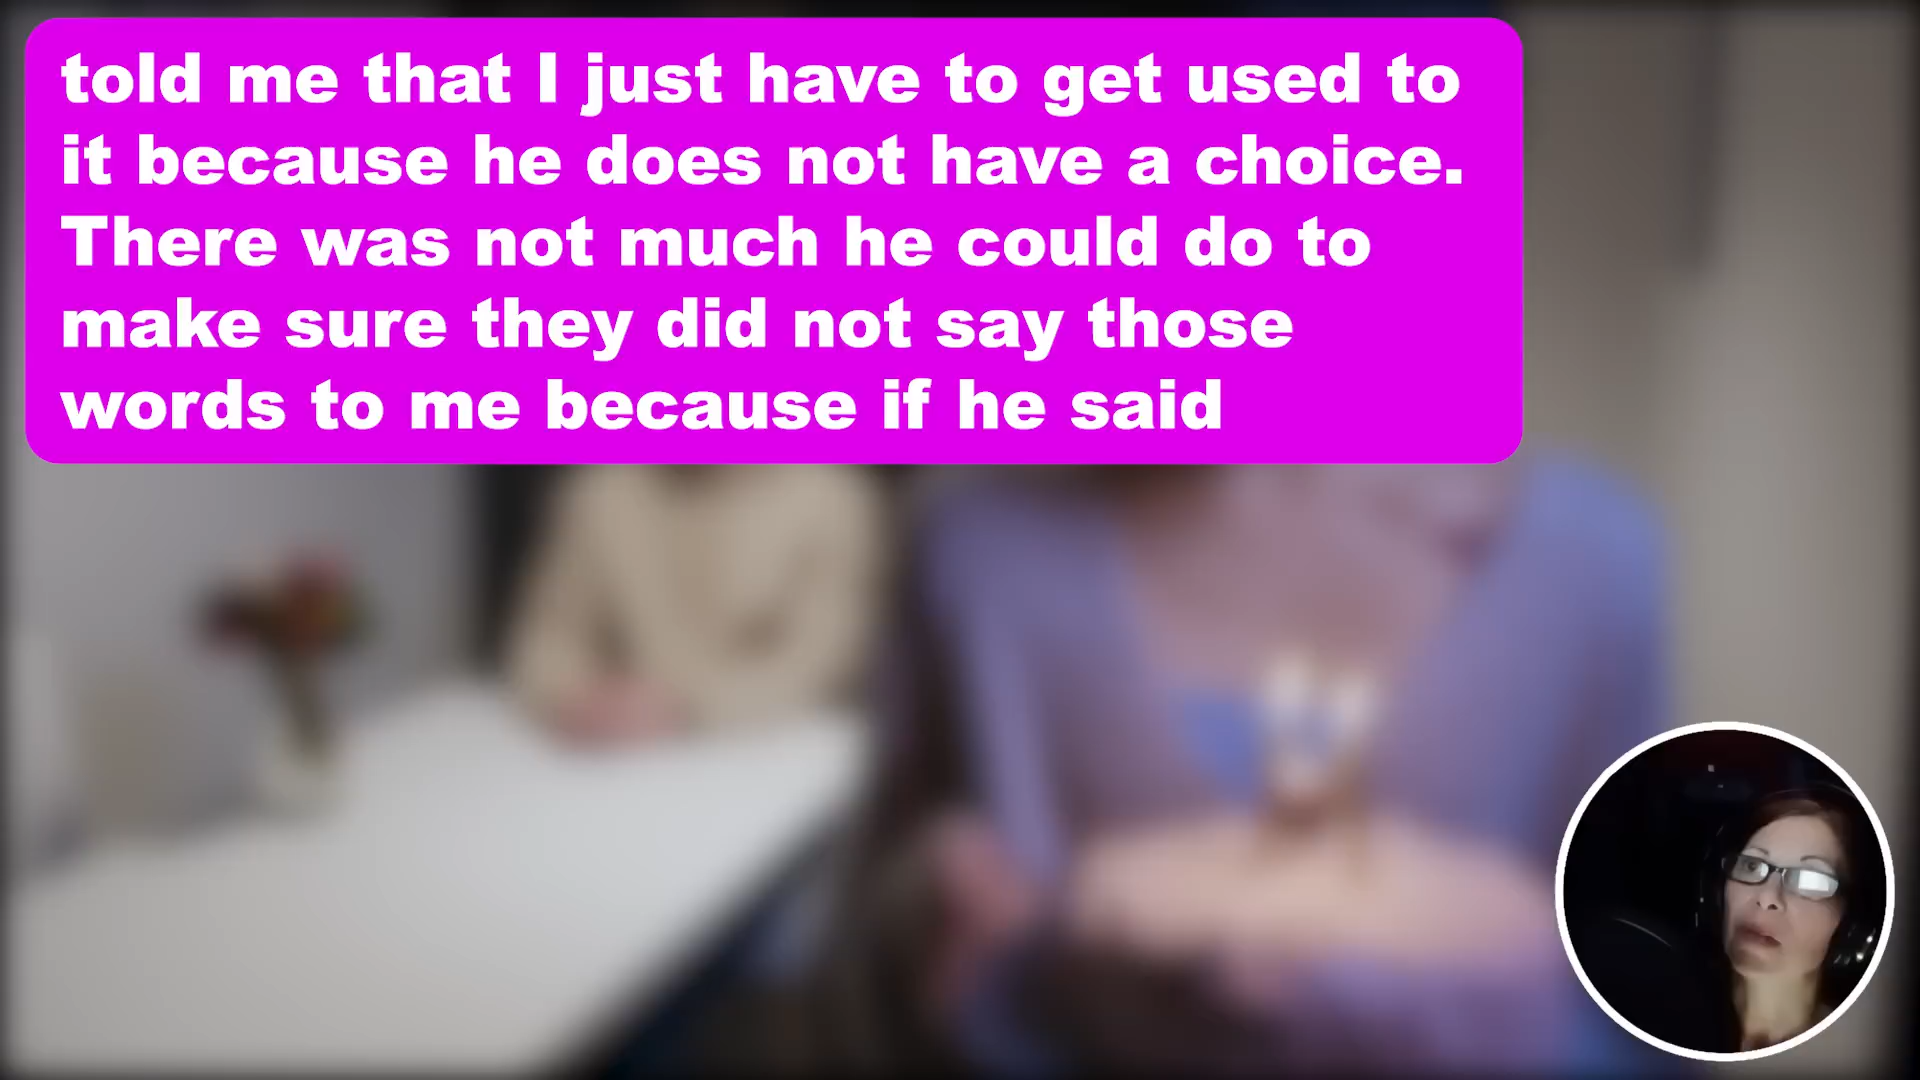 told me that I just have to get used to
it because he does not have a choice.
There was not much he could do to
make sure they did not say those
words to me because if he said